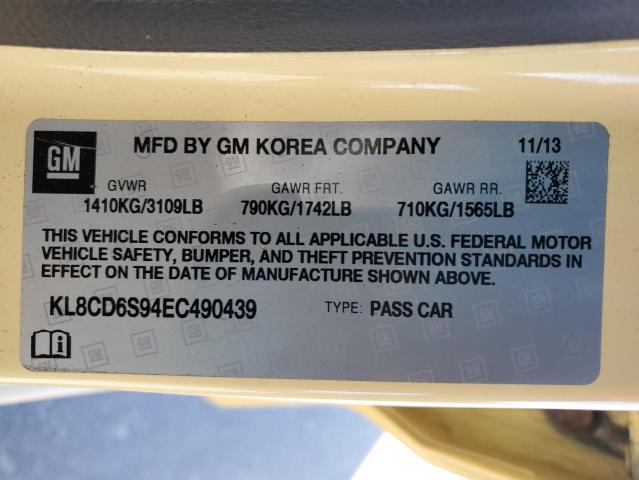 GM MFD BY GM KOREA COMPANY 11/13
GVWR GAWR FRT. GAWR RR.
1410KG/3109LB 790KG/1742LB 710KG/1565LB
THIS VEHICLE CONFORMS TO ALL APPLICABLE U.S. FEDERAL MOTOR
VEHICLE SAFETY, BUMPER, AND THEFT PREVENTION STANDARDS IN
EFFECT ON THE DATE OF MANUFACTURE SHOWN ABOVE.
KL8CD6S94EC490439 TYPE: PASS CAR